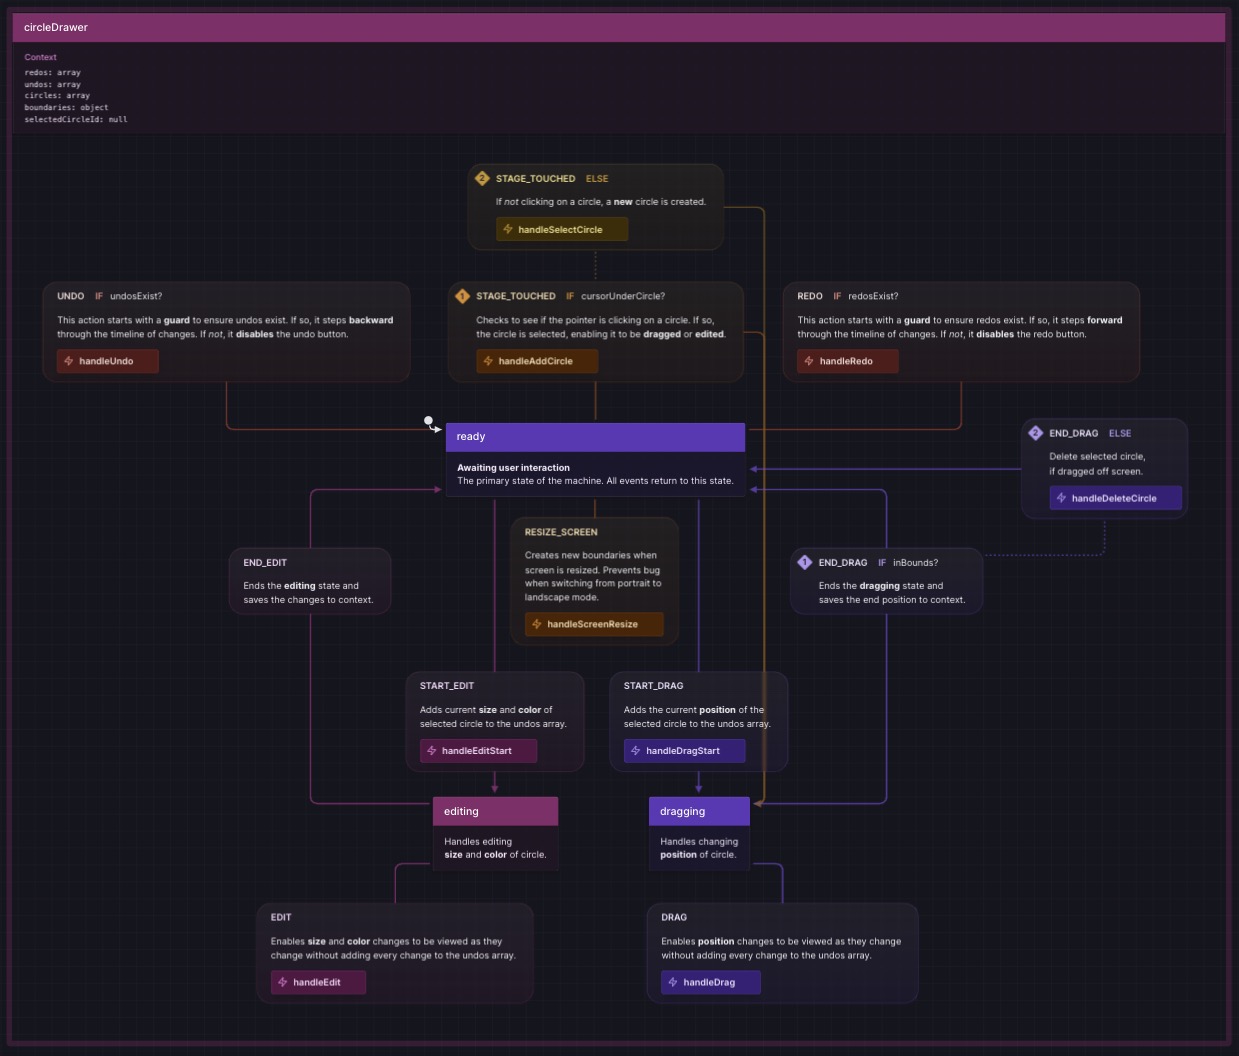 circleDrawer
Context
redos: array
undos: array
circles: array
boundaries: object
selectedCircleId: null
2 STAGE_TOUCHED ELSE
If not clicking on a circle, a new circle is created.
handleSelectCircle
UNDO IF undosExist?
This action starts with a guard to ensure undos exist. If so, it steps backward
through the timeline of changes. If not, it disables the undo button.
handleUndo
1 STAGE_TOUCHED IF cursorUnderCircle?
Checks to see if the pointer is clicking on a circle. If so,
the circle is selected, enabling it to be dragged or edited.
handleAddCircle
REDO IF redosExist?
This action starts with a guard to ensure redos exist. If so, it steps forward
through the timeline of changes. If not, it disables the redo button.
handleRedo
ready
Awaiting user interaction
The primary state of the machine. All events return to this state.
2 END_DRAG ELSE
Delete selected circle,
if dragged off screen.
handleDeleteCircle
END_EDIT
Ends the editing state and
saves the changes to context.
RESIZE_SCREEN
Creates new boundaries when
screen is resized. Prevents bug
when switching from portrait to
landscape mode.
handleScreenResize
1 END_DRAG IF inBounds?
Ends the dragging state and
saves the end position to context.
START_EDIT
Adds current size and color of
selected circle to the undos array.
handleEditStart
START_DRAG
Adds the current position of the
selected circle to the undos array.
handleDragStart
editing
Handles editing
size and color of circle.
dragging
Handles changing
position of circle.
EDIT
Enables size and color changes to be viewed as they
change without adding every change to the undos array.
handleEdit
DRAG
Enables position changes to be viewed as they change
without adding every change to the undos array.
handleDrag